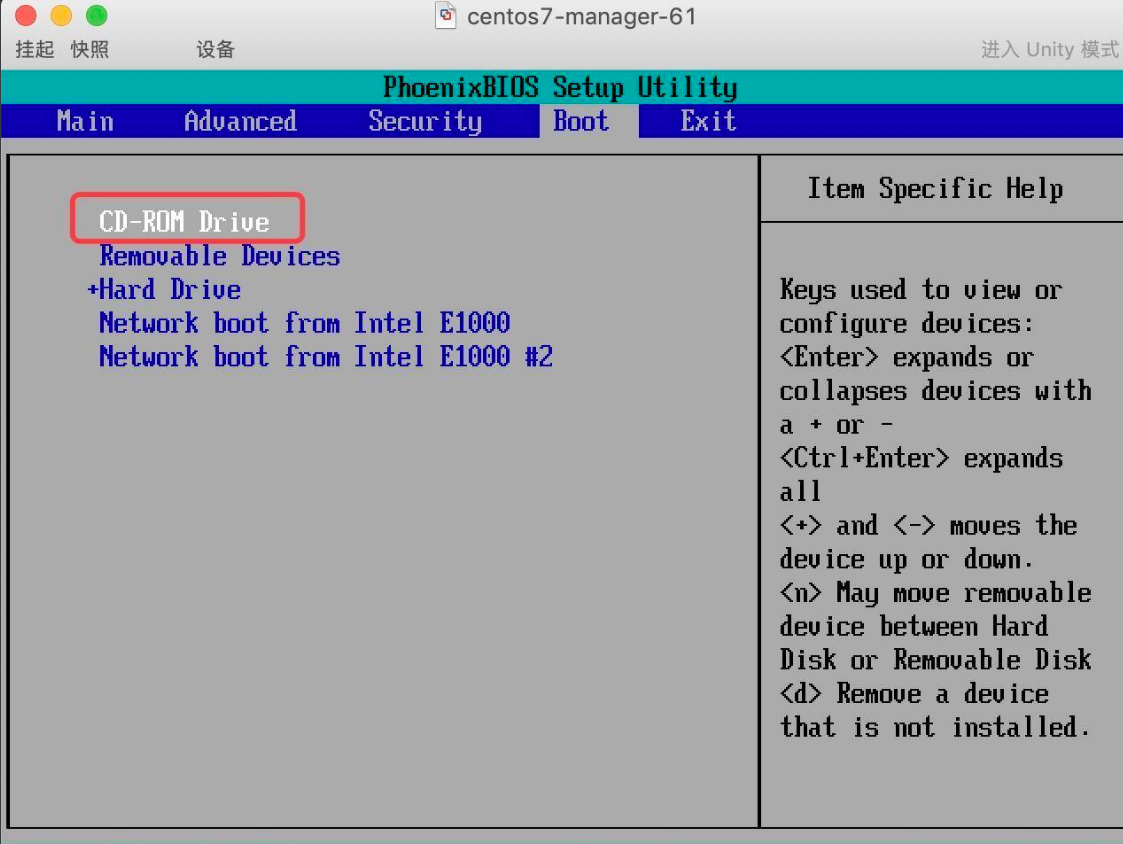 centos7-manager-61
挂起 快照 设备 进入 Unity 模式
PhoenixBIOS Setup Utility
Main Advanced Security Boot Exit
CD-ROM Drive
Removable Devices
+Hard Drive
Network boot from Intel E1000
Network boot from Intel E1000 #2
Item Specific Help
Keys used to view or
configure devices:
<Enter> expands or
collapses devices with
a + or -
<Ctrl+Enter> expands
all
<+> and <-> moves the
device up or down.
<n> May move removable
device between Hard
Disk or Removable Disk
<d> Remove a device
that is not installed.